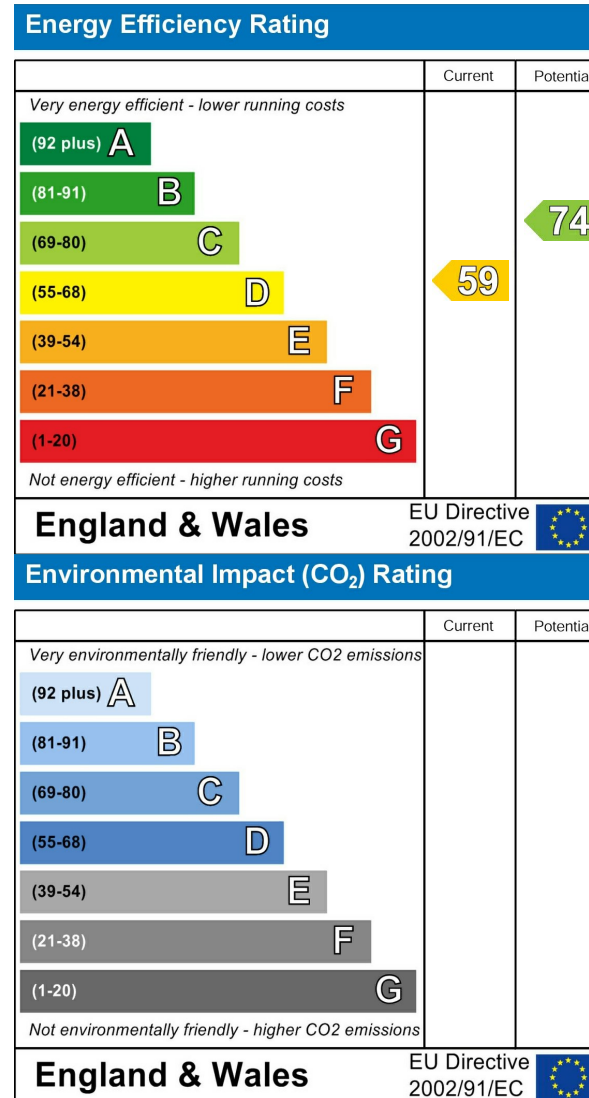 Energy Efficiency Rating
Current Potentia
Very energy efficient - lower running costs
(92 plus) A
(81-91) B
(69-80) C
(55-68) D
(39-54) E
(21-38) F
(1-20) G
59
74
Not energy efficient - higher running costs
England & Wales
EU Directive
2002/91/EC
Environmental Impact (CO₂) Rating
Current Potentia
Very environmentally friendly - lower CO2 emissions
(92 plus) A
(81-91) B
(69-80) C
(55-68) D
(39-54) E
(21-38) F
(1-20) G
Not environmentally friendly - higher CO2 emissions
England & Wales
EU Directive
2002/91/EC